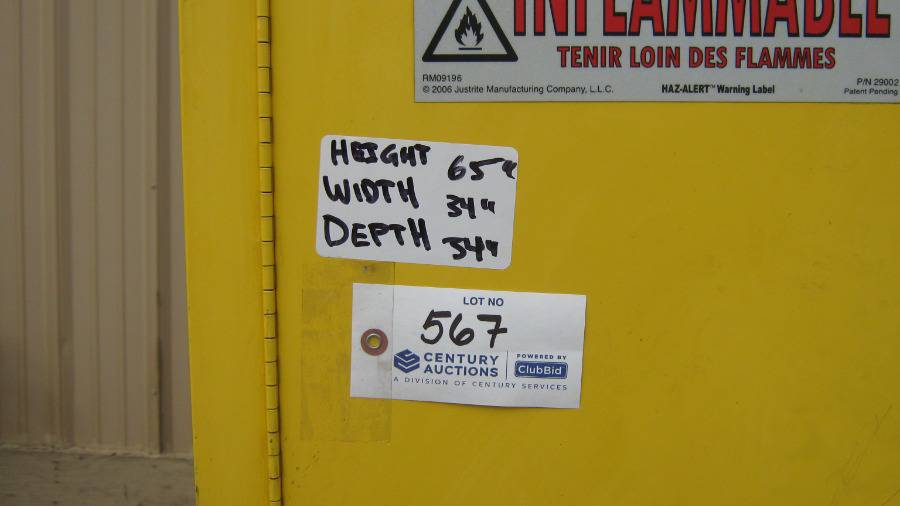 INFLAMMABLE
TENIR LOIN DES FLAMMES
RM09196
© 2006 Justrite Manufacturing Company, L.L.C.
HAZ-ALERT™ Warning Label
P/N 29002
Patent Pending
HEIGHT 65"
WIDTH 34"
DEPTH 34"
LOT NO
567
CENTURY AUCTIONS
POWERED BY
ClubBid
A DIVISION OF CENTURY SERVICES